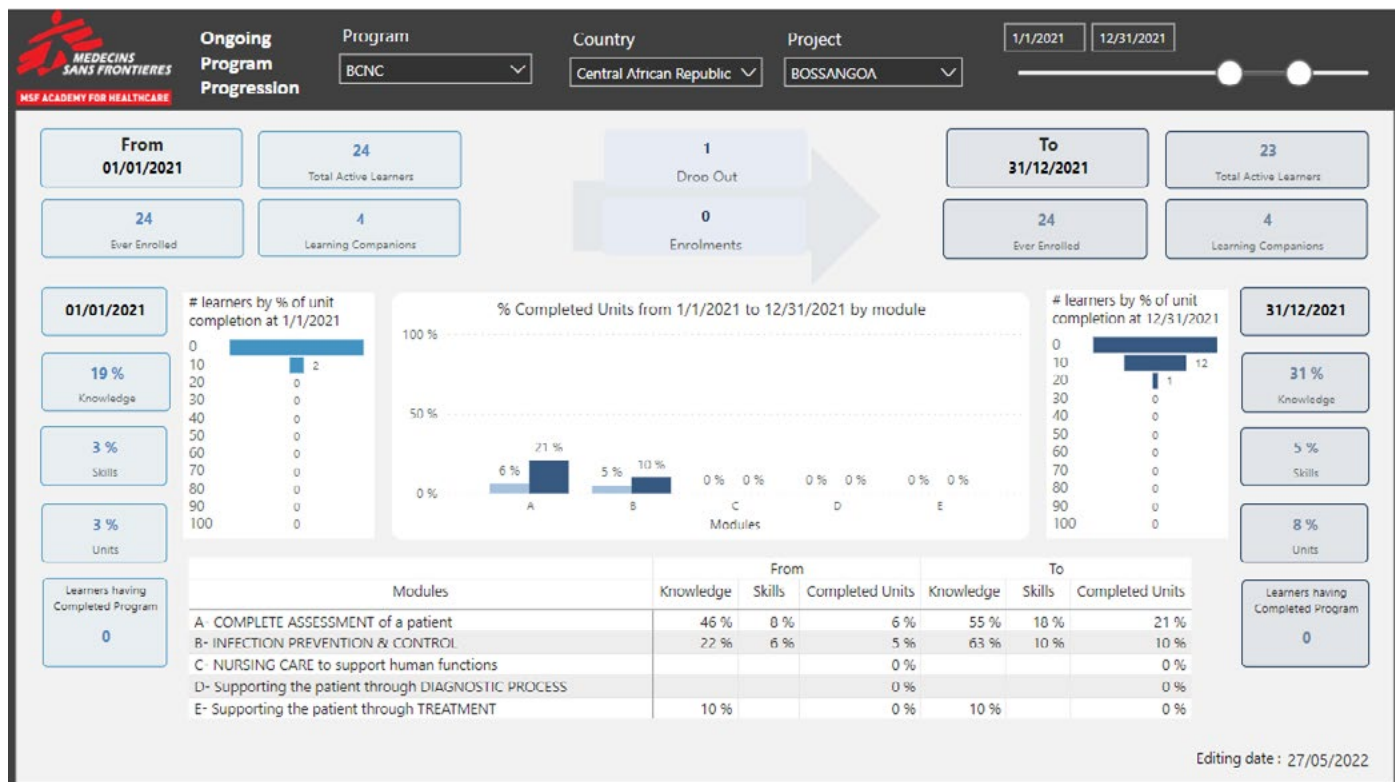 MEDECINS
SANS FRONTIERES
MSF ACADEMY FOR HEALTHCARE
Ongoing
Program
Progression
Program
BCNC
Country
Central African Republic
Project
BOSSANGOA
1/1/2021 12/31/2021
From
01/01/2021
24
Total Active Learners
24
Ever Enrolled
4
Learning Companions
1
Drop Out
0
Enrolments
To
31/12/2021
23
Total Active Learners
24
Ever Enrolled
4
Learning Companions
01/01/2021
19 %
Knowledge
3 %
Skills
3 %
Units
Learners having
Completed Program
0
# learners by % of unit
completion at 1/1/2021
0
10 2
20 0
30 0
40 0
50 0
60 0
70 0
80 0
90 0
100 0
% Completed Units from 1/1/2021 to 12/31/2021 by module
100 %
50 %
0 %
6 % 21 % 5 % 10 % 0 % 0 % 0 % 0 % 0 % 0 %
A B C D E
Modules
# learners by % of unit
completion at 12/31/2021
0
10 12
20 1
30 0
40 0
50 0
60 0
70 0
80 0
90 0
100 0
31/12/2021
31 %
Knowledge
5 %
Skills
8 %
Units
Learners having
Completed Program
0
From To
Modules Knowledge Skills Completed Units Knowledge Skills Completed Units
A- COMPLETE ASSESSMENT of a patient 46 % 8 % 6 % 55 % 18 % 21 %
B- INFECTION PREVENTION & CONTROL 22 % 6 % 5 % 63 % 10 % 10 %
C- NURSING CARE to support human functions 0 % 0 %
D- Supporting the patient through DIAGNOSTIC PROCESS 0 % 0 %
E- Supporting the patient through TREATMENT 10 % 0 % 10 % 0 %
Editing date : 27/05/2022